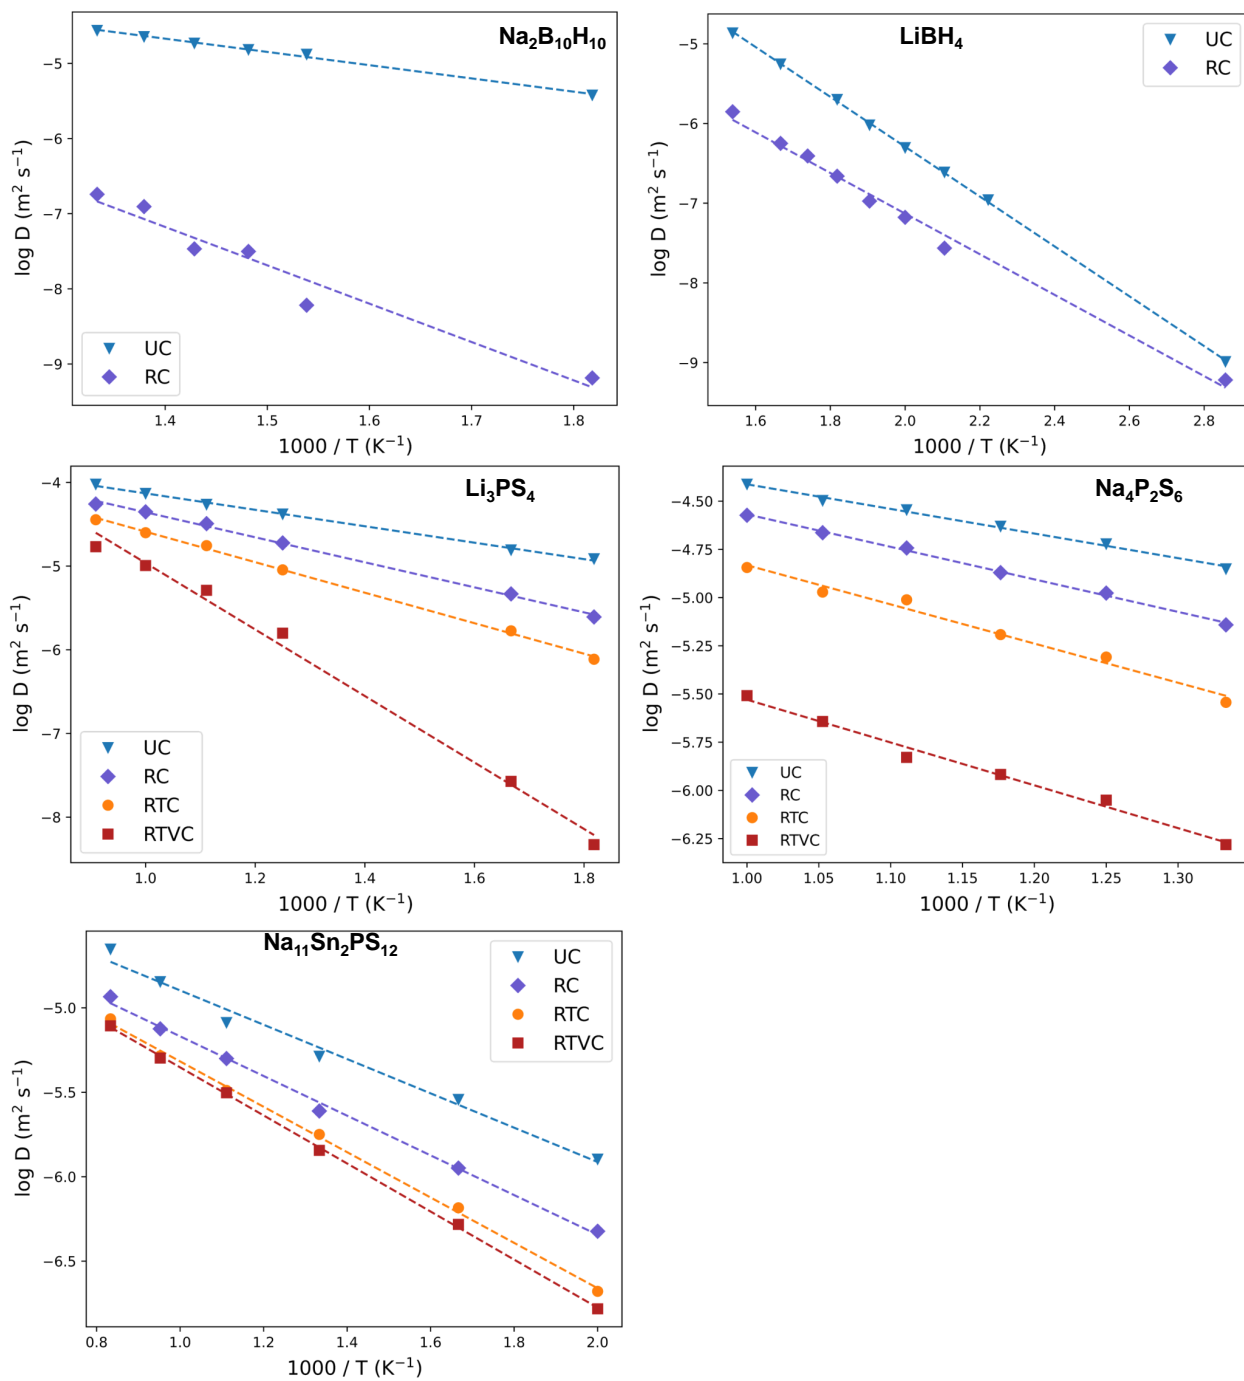 Na₂B₁₀H₁₀
log D (m² s⁻¹)
−5
−6
−7
−8
−9
UC
RC
1.4 1.5 1.6 1.7 1.8
1000 / T (K⁻¹)
LiBH₄
log D (m² s⁻¹)
−5
−6
−7
−8
−9
UC
RC
1.6 1.8 2.0 2.2 2.4 2.6 2.8
1000 / T (K⁻¹)
Li₃PS₄
log D (m² s⁻¹)
−4
−5
−6
−7
−8
UC
RC
RTC
RTVC
1.0 1.2 1.4 1.6 1.8
1000 / T (K⁻¹)
Na₄P₂S₆
log D (m² s⁻¹)
−4.50
−4.75
−5.00
−5.25
−5.50
−5.75
−6.00
−6.25
UC
RC
RTC
RTVC
1.00 1.05 1.10 1.15 1.20 1.25 1.30
1000 / T (K⁻¹)
Na₁₁Sn₂PS₁₂
log D (m² s⁻¹)
−5.0
−5.5
−6.0
−6.5
UC
RC
RTC
RTVC
0.8 1.0 1.2 1.4 1.6 1.8 2.0
1000 / T (K⁻¹)